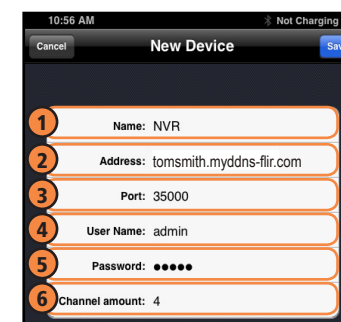 10:56 AM Not Charging
Cancel New Device Sav
1 Name: NVR
2 Address: tomsmith.myddns-flir.com
3 Port: 35000
4 User Name: admin
5 Password: ●●●●●
6 Channel amount: 4